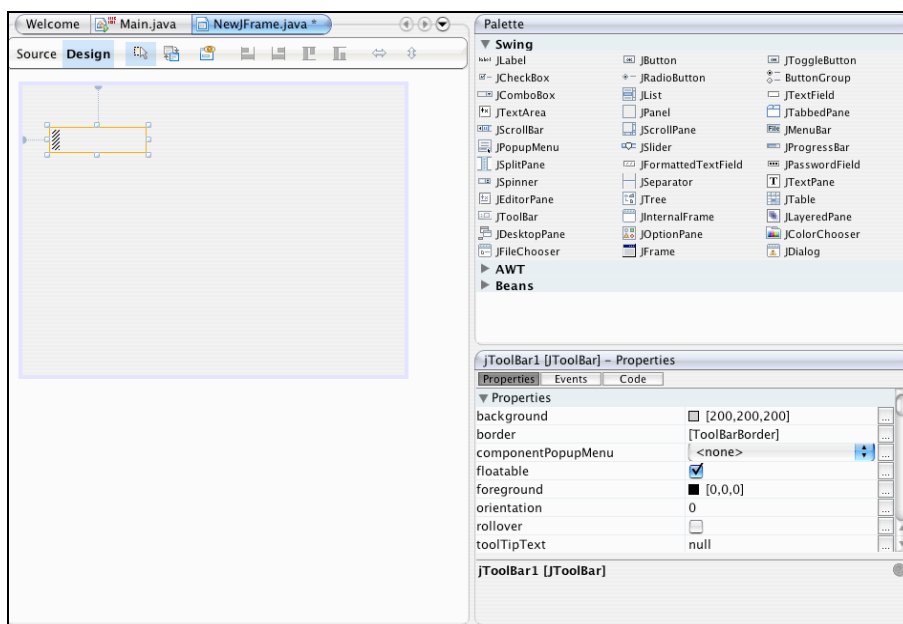 Welcome Main.java NewJFrame.java *
Source Design
Palette
Swing
JLabel JButton JToggleButton
JCheckBox JRadioButton ButtonGroup
JComboBox JList JTextField
JTextArea JPanel JTabbedPane
JScrollBar JScrollPane JMenuBar
JPopupMenu JSlider JProgressBar
JSplitPane JFormattedTextField JPasswordField
JSpinner JSeparator JTextPane
JEditorPane JTree JTable
JToolBar JInternalFrame JLayeredPane
JDesktopPane JOptionPane JColorChooser
JFileChooser JFrame JDialog
AWT
Beans
jToolBar1 [JToolBar] - Properties
Properties Events Code
Properties
background [200,200,200] ...
border [ToolBarBorder] ...
componentPopupMenu <none> ...
floatable ...
foreground [0,0,0] ...
orientation 0 ...
rollover ...
toolTipText null ...
jToolBar1 [JToolBar]